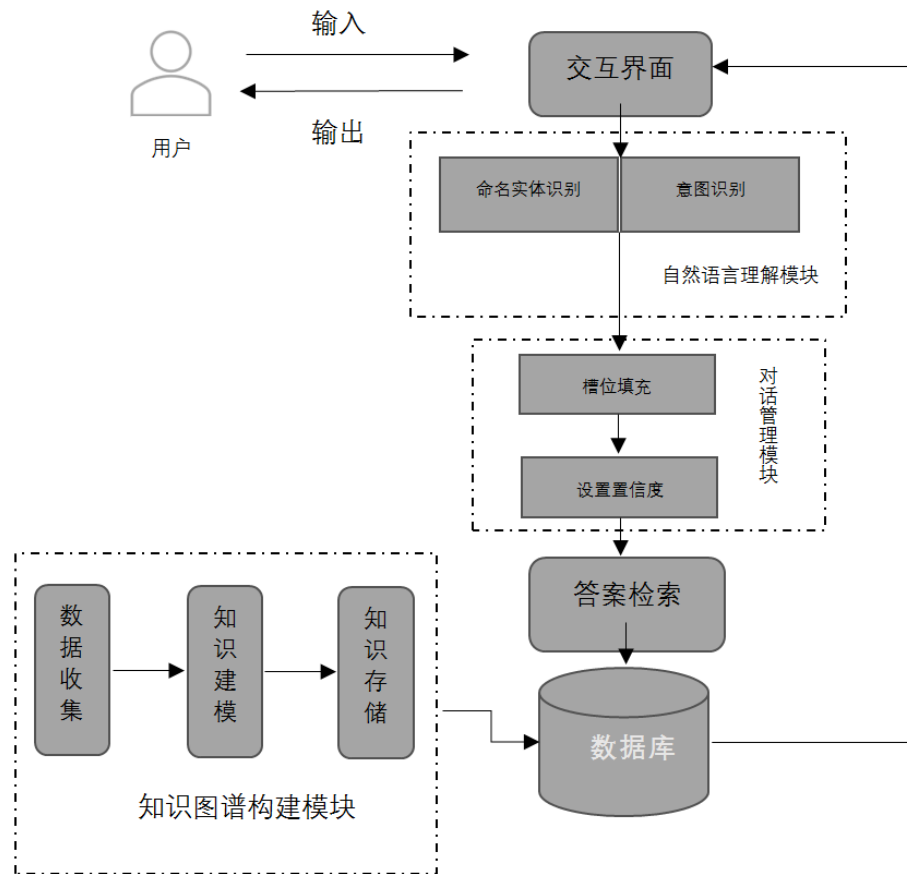 输入
交互界面
输出
用户
命名实体识别
意图识别
自然语言理解模块
槽位填充
对话管理模块
设置置信度
答案检索
数据收集
知识建模
知识存储
数据库
知识图谱构建模块